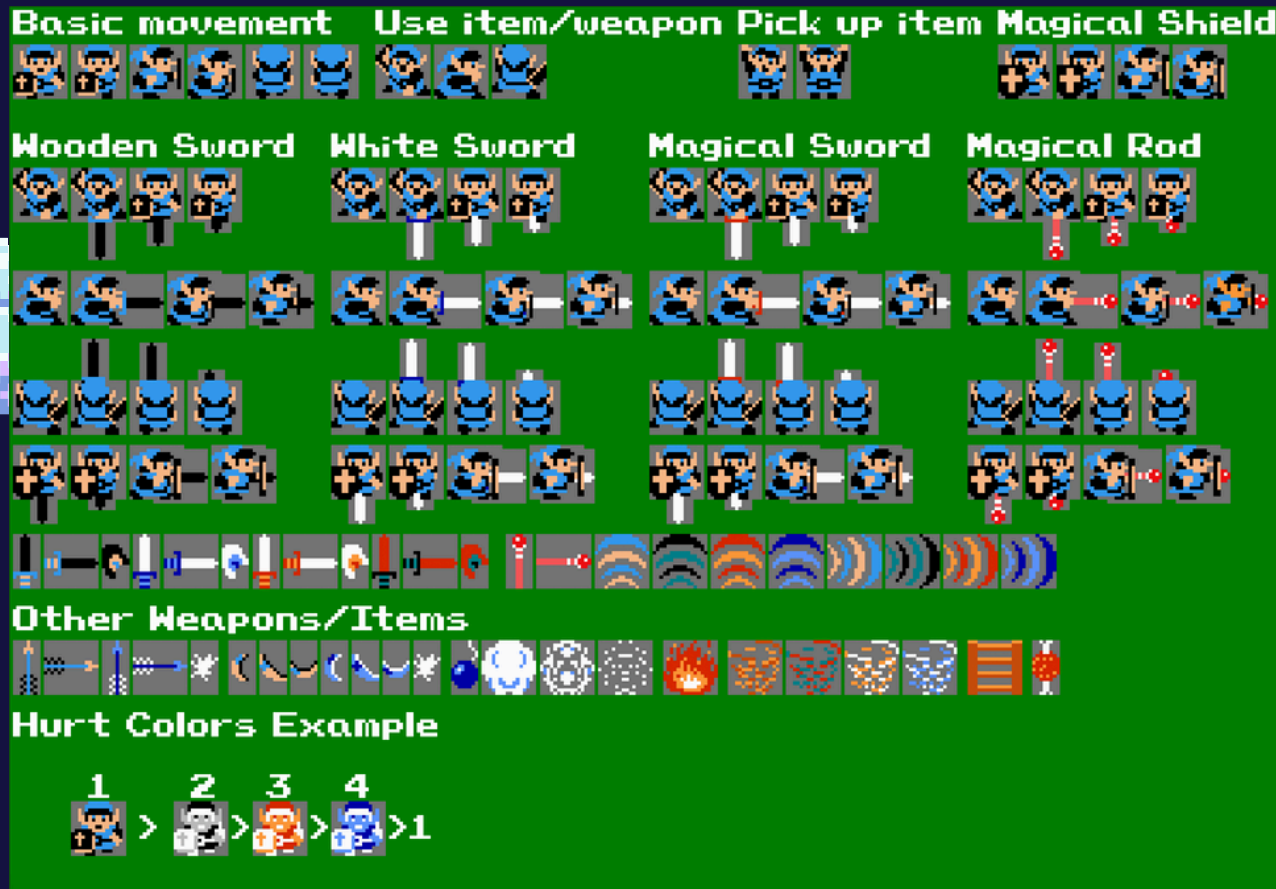 Basic movement Use item/weapon Pick up item Magical Shield
Wooden Sword White Sword Magical Sword Magical Rod
Other Weapons/Items
Hurt Colors Example
1 2 3 4
> > > >1